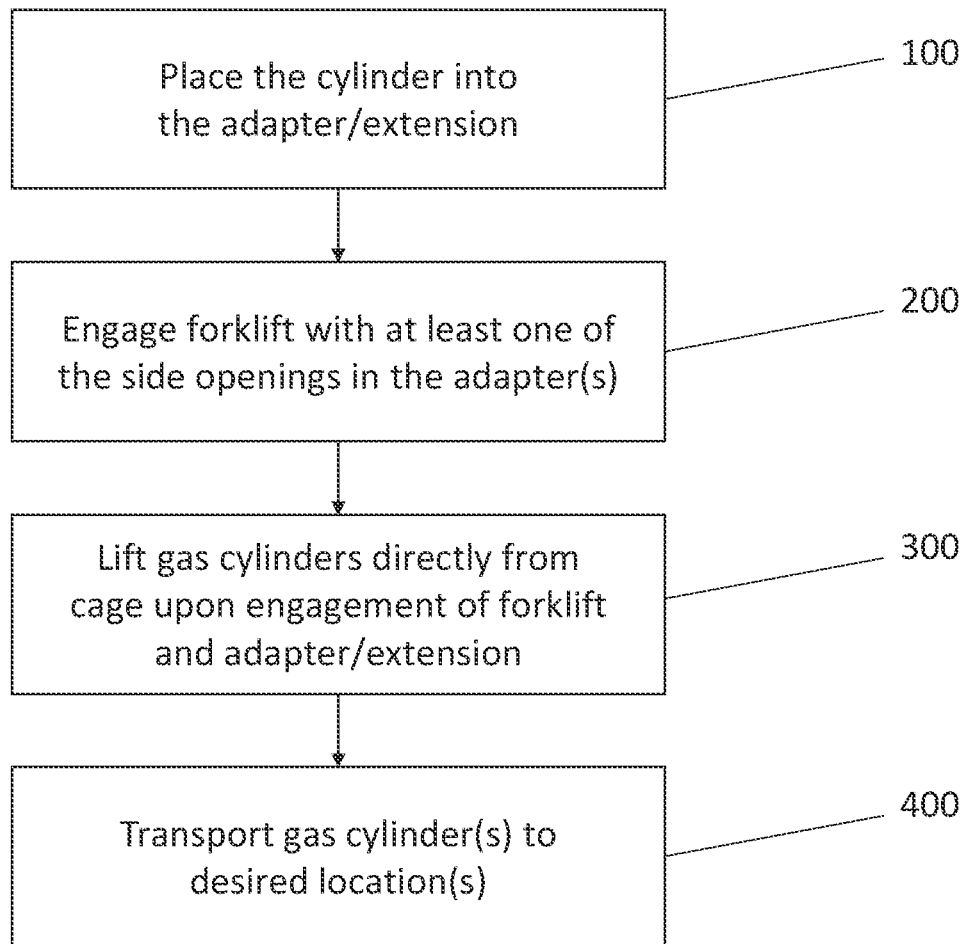 Place the cylinder into
the adapter/extension
100
Engage forklift with at least one of
the side openings in the adapter(s)
200
Lift gas cylinders directly from
cage upon engagement of forklift
and adapter/extension
300
Transport gas cylinder(s) to
desired location(s)
400